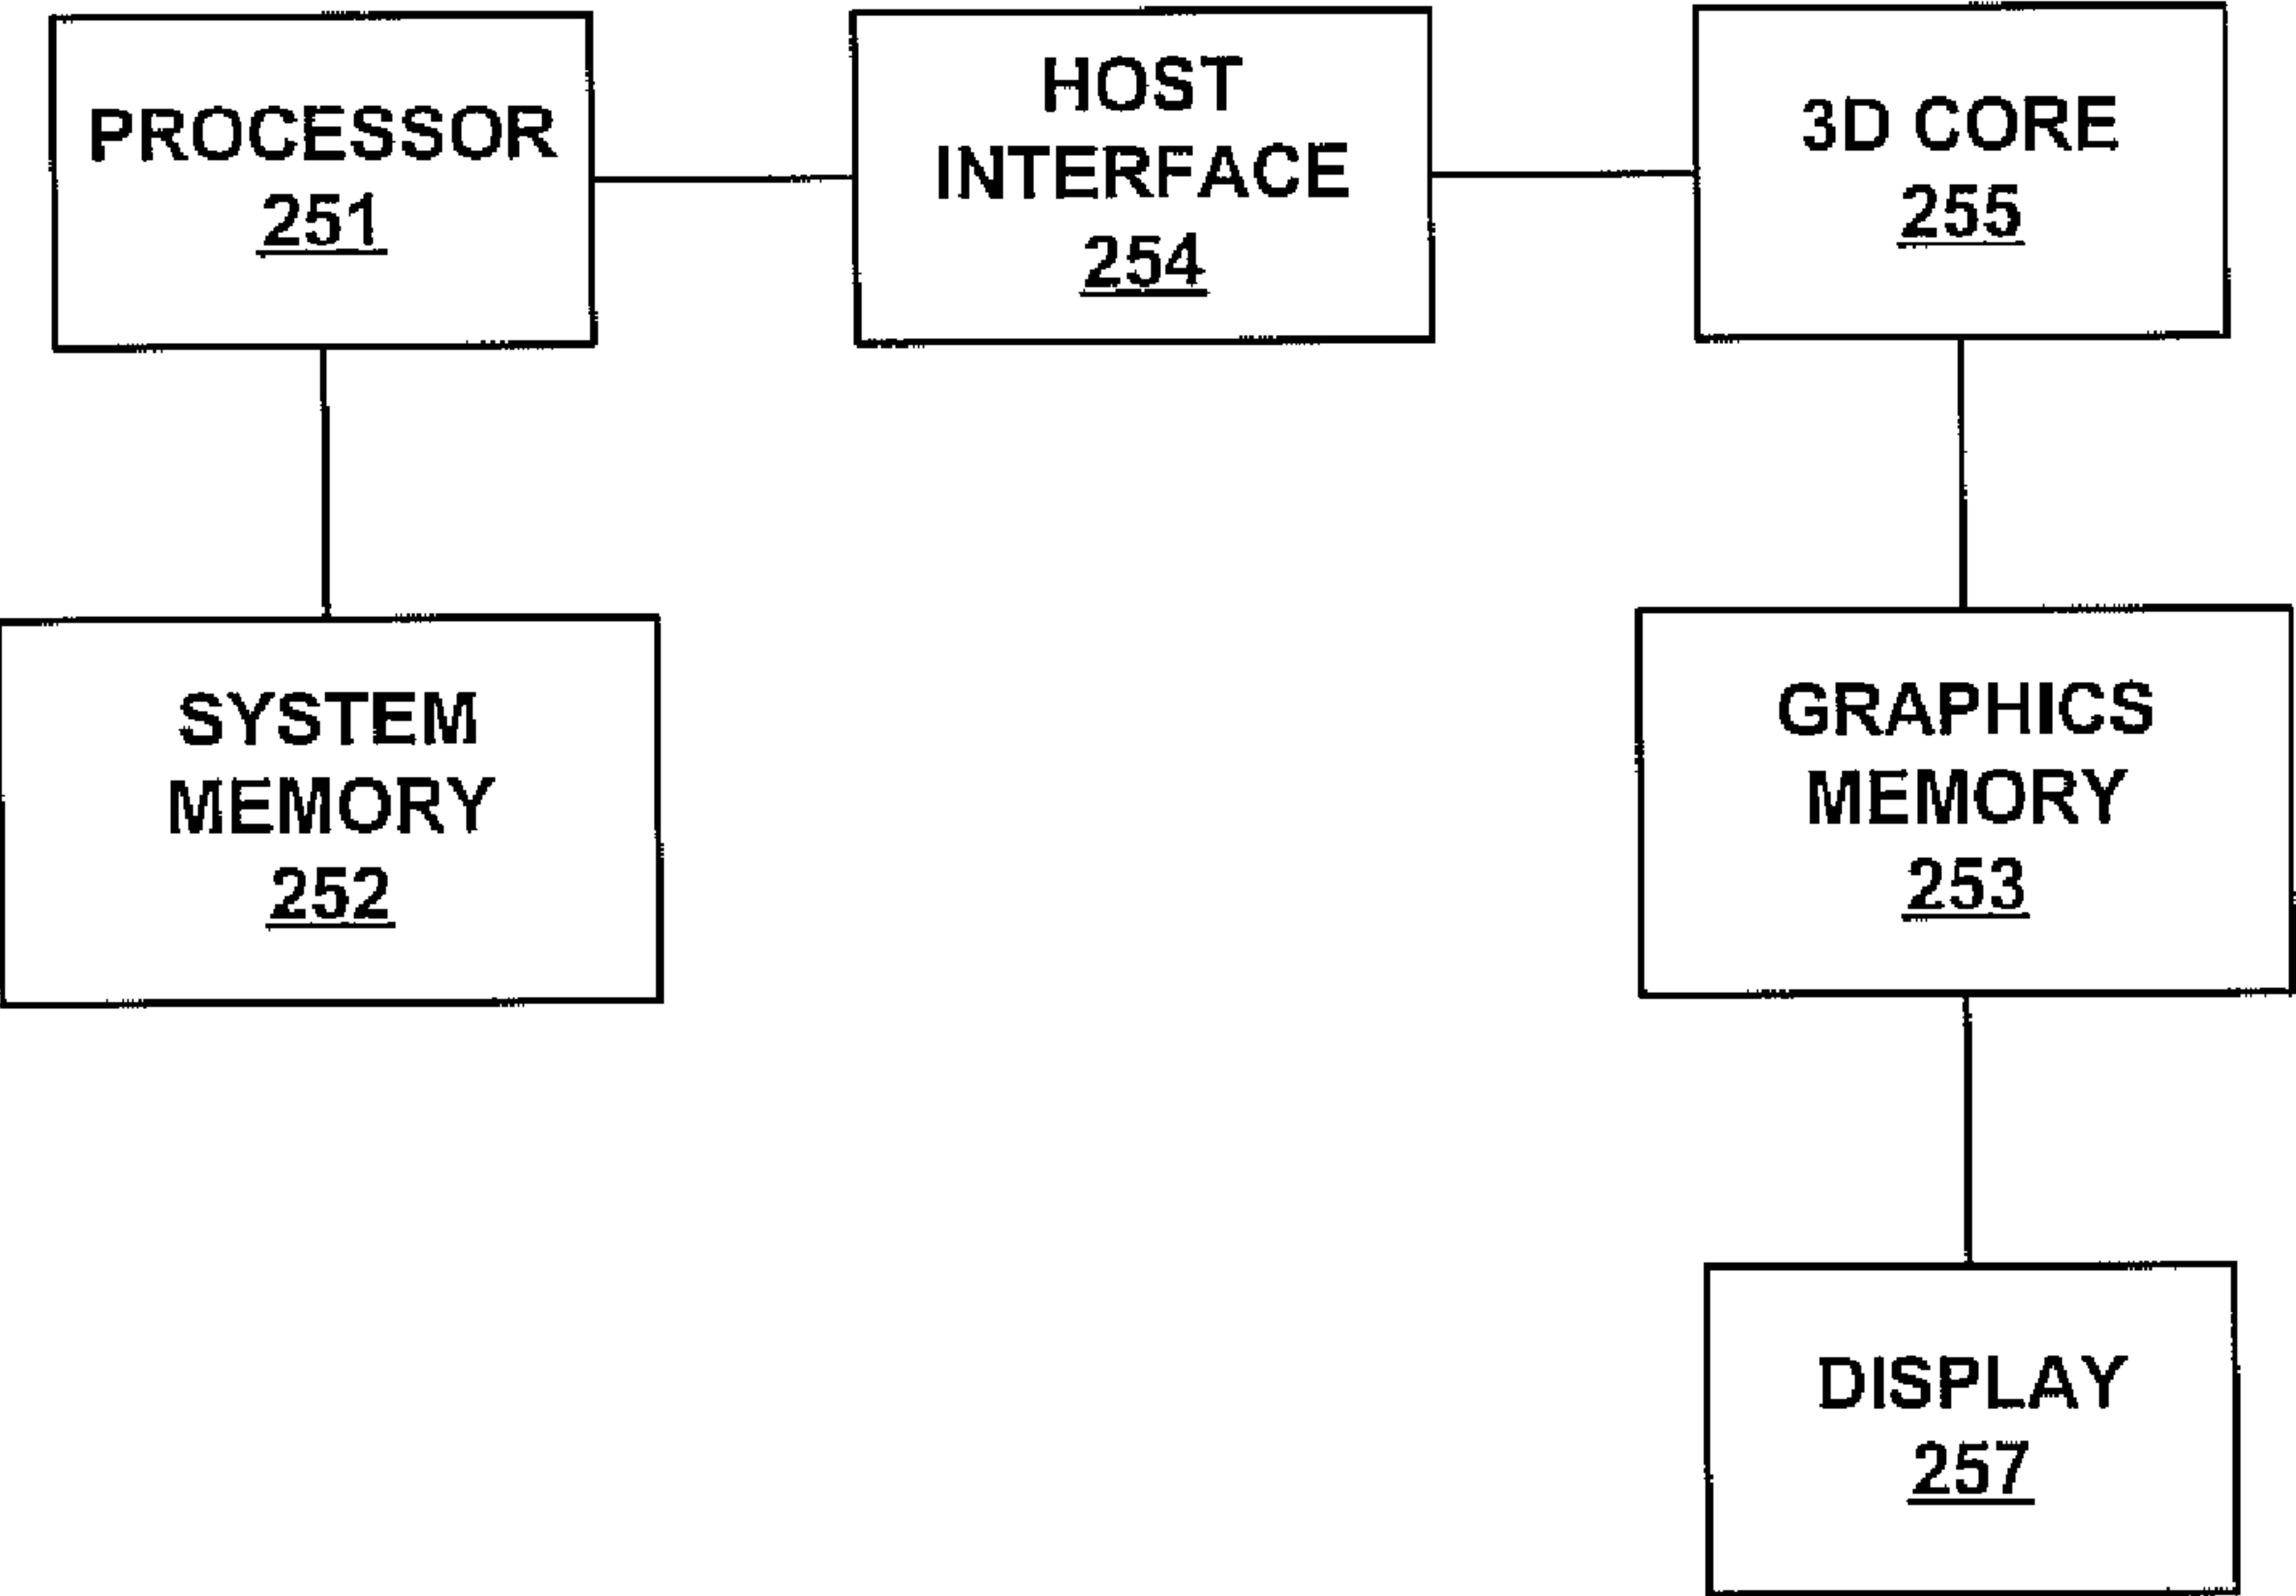 PROCESSOR
251
HOST
INTERFACE
254
3D CORE
255
SYSTEM
MEMORY
252
GRAPHICS
MEMORY
253
DISPLAY
257